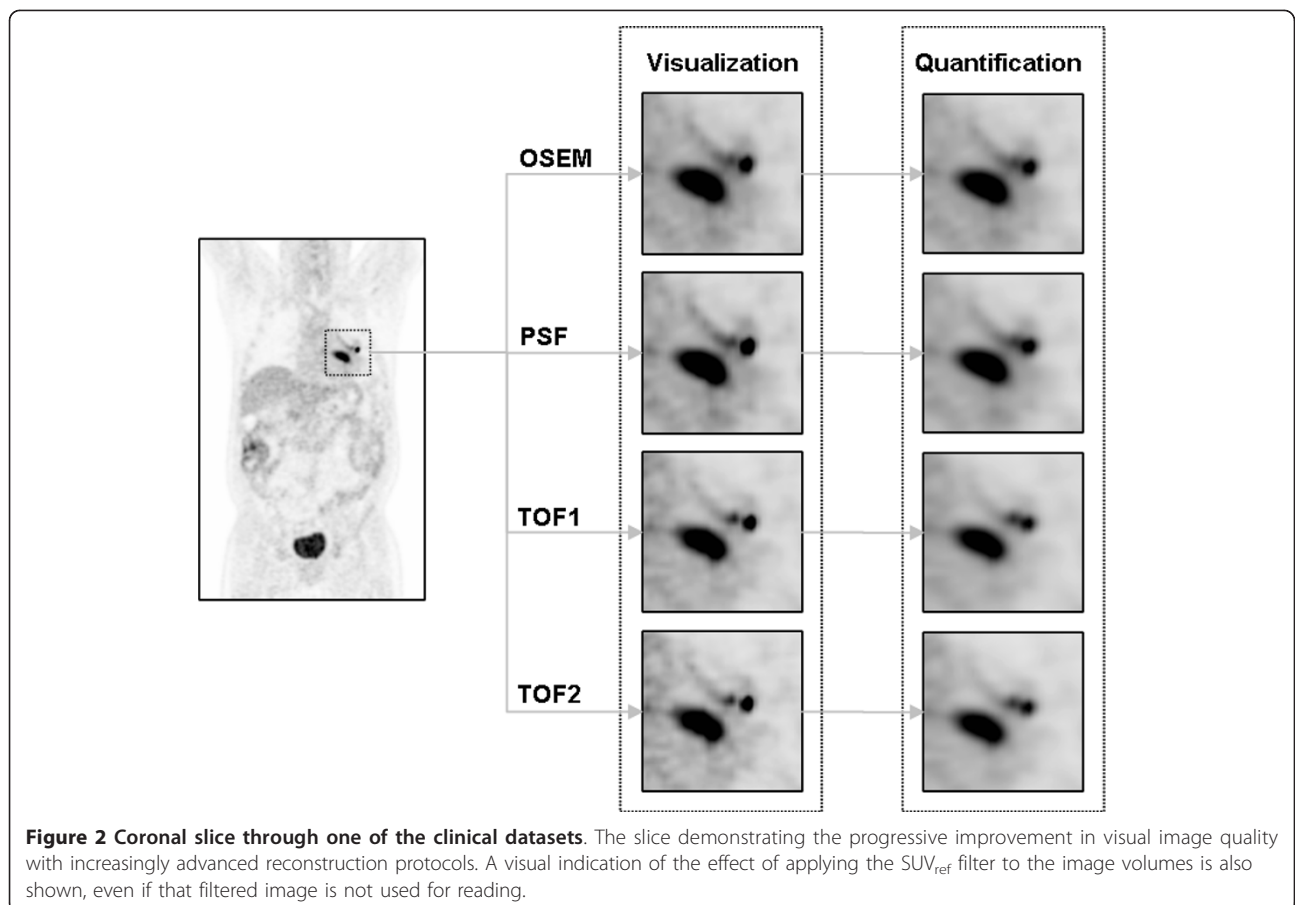 Visualization
Quantification
OSEM
PSF
TOF1
TOF2
Figure 2 Coronal slice through one of the clinical datasets. The slice demonstrating the progressive improvement in visual image quality
with increasingly advanced reconstruction protocols. A visual indication of the effect of applying the SUVref filter to the image volumes is also
shown, even if that filtered image is not used for reading.